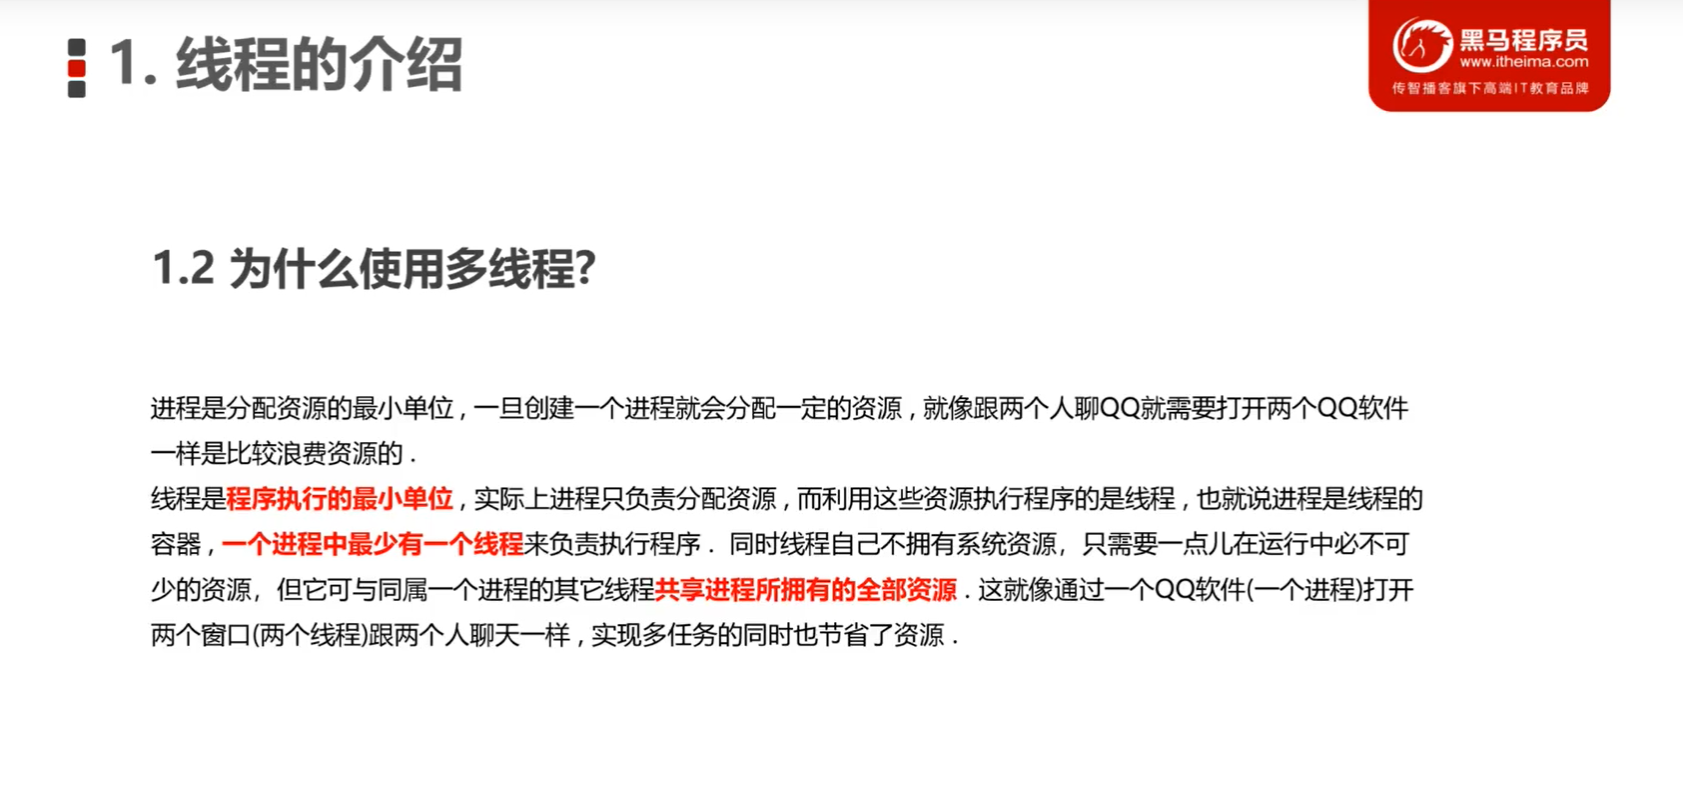 1. 线程的介绍
黑马程序员
www.itheima.com
传智播客旗下高端IT教育品牌
1.2 为什么使用多线程?
进程是分配资源的最小单位 , 一旦创建一个进程就会分配一定的资源 , 就像跟两个人聊QQ就需要打开两个QQ软件
一样是比较浪费资源的 .
线程是程序执行的最小单位 , 实际上进程只负责分配资源 , 而利用这些资源执行程序的是线程 , 也就说进程是线程的
容器 , 一个进程中最少有一个线程来负责执行程序 . 同时线程自己不拥有系统资源，只需要一点儿在运行中必不可
少的资源，但它可与同属一个进程的其它线程共享进程所拥有的全部资源 . 这就像通过一个QQ软件(一个进程)打开
两个窗口(两个线程)跟两个人聊天一样 , 实现多任务的同时也节省了资源 .